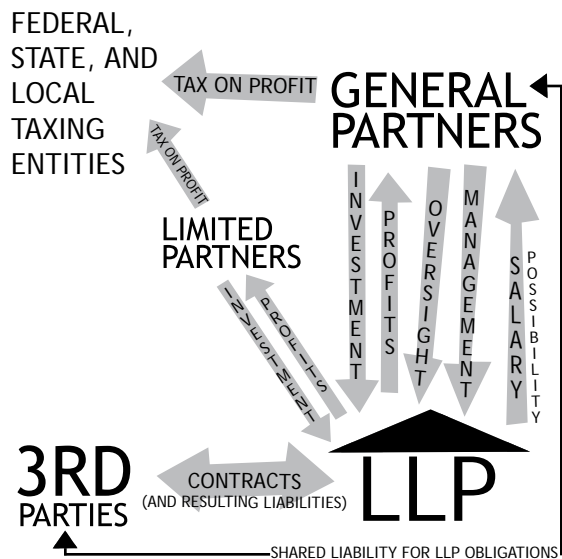 FEDERAL,
STATE, AND
LOCAL
TAXING
ENTITIES
TAX ON PROFIT
GENERAL
PARTNERS
TAX ON PROFIT
LIMITED
PARTNERS
INVESTMENT
PROFITS
OVERSIGHT
MANAGEMENT
SALARY
POSSIBILITY
INVESTMENT
PROFITS
3RD
PARTIES
CONTRACTS
(AND RESULTING LIABILITIES)
LLP
SHARED LIABILITY FOR LLP OBLIGATIONS